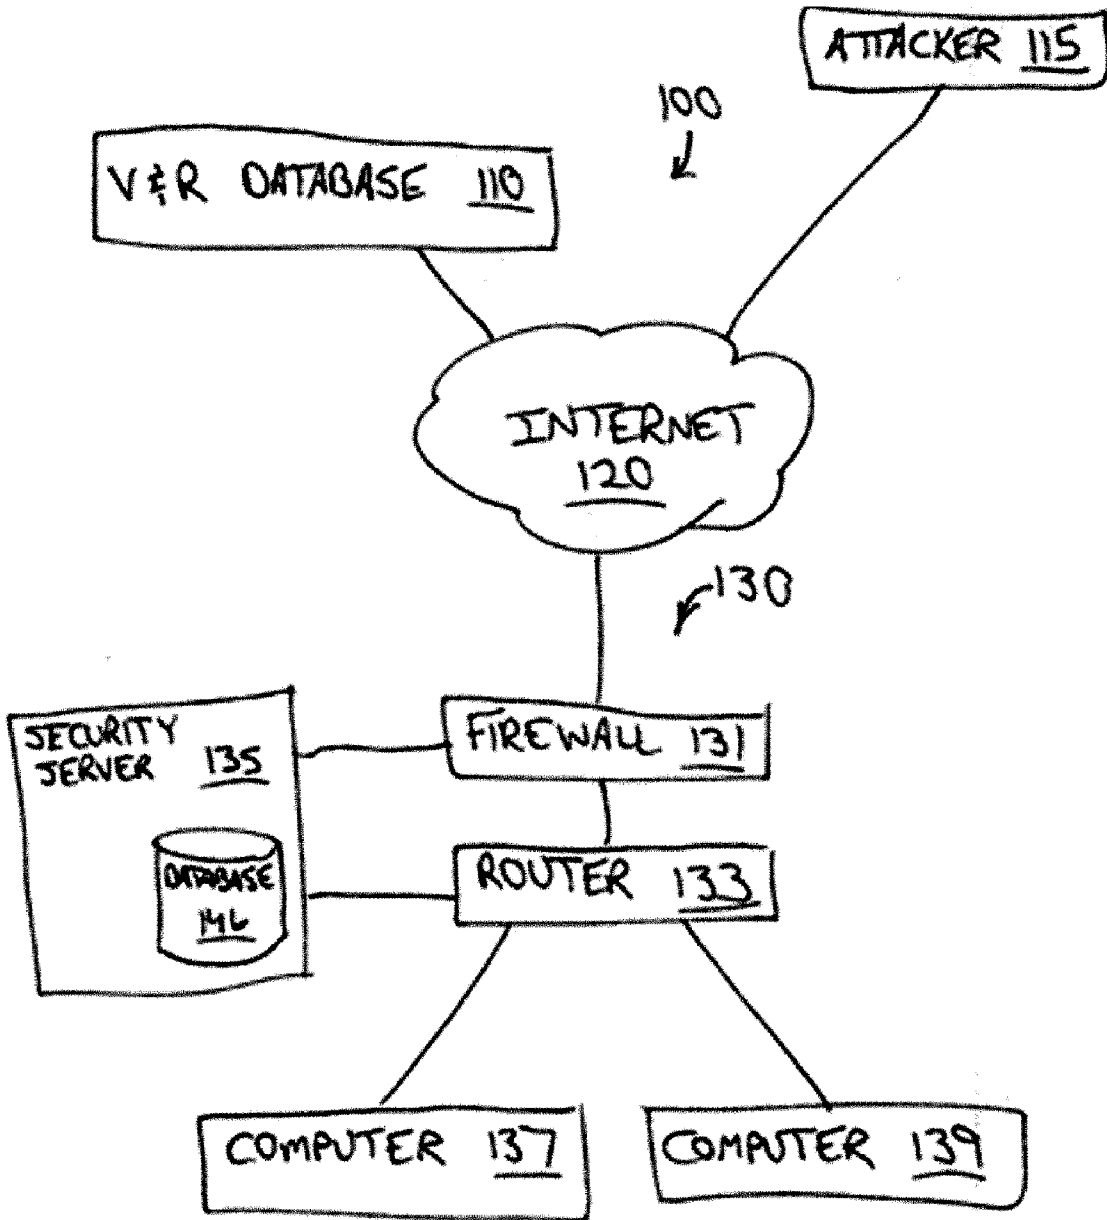 ATTACKER 115
100
V & R DATABASE 110
INTERNET
120
130
SECURITY
SERVER 135
FIREWALL 131
DATABASE
146
ROUTER 133
COMPUTER 137
COMPUTER 139